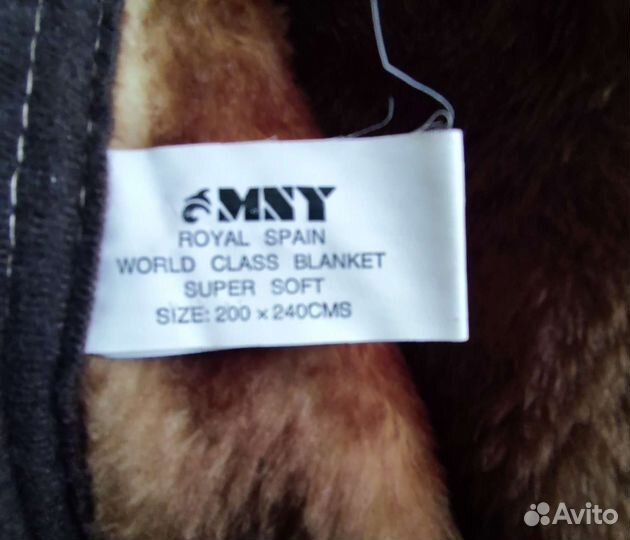 MNY
ROYAL SPAIN
WORLD CLASS BLANKET
SUPER SOFT
SIZE: 200 x 240CMS
Avito